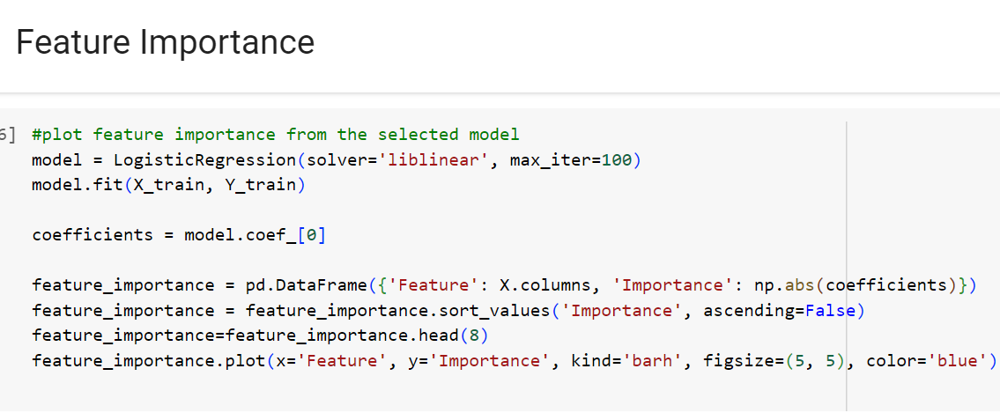 Feature Importance
6] #plot feature importance from the selected model
model = LogisticRegression(solver='liblinear', max_iter=100)
model.fit(X_train, Y_train)
coefficients = model.coef_[0]
feature_importance = pd.DataFrame({'Feature': X.columns, 'Importance': np.abs(coefficients)})
feature_importance = feature_importance.sort_values('Importance', ascending=False)
feature_importance=feature_importance.head(8)
feature_importance.plot(x='Feature', y='Importance', kind='barh', figsize=(5, 5), color='blue')